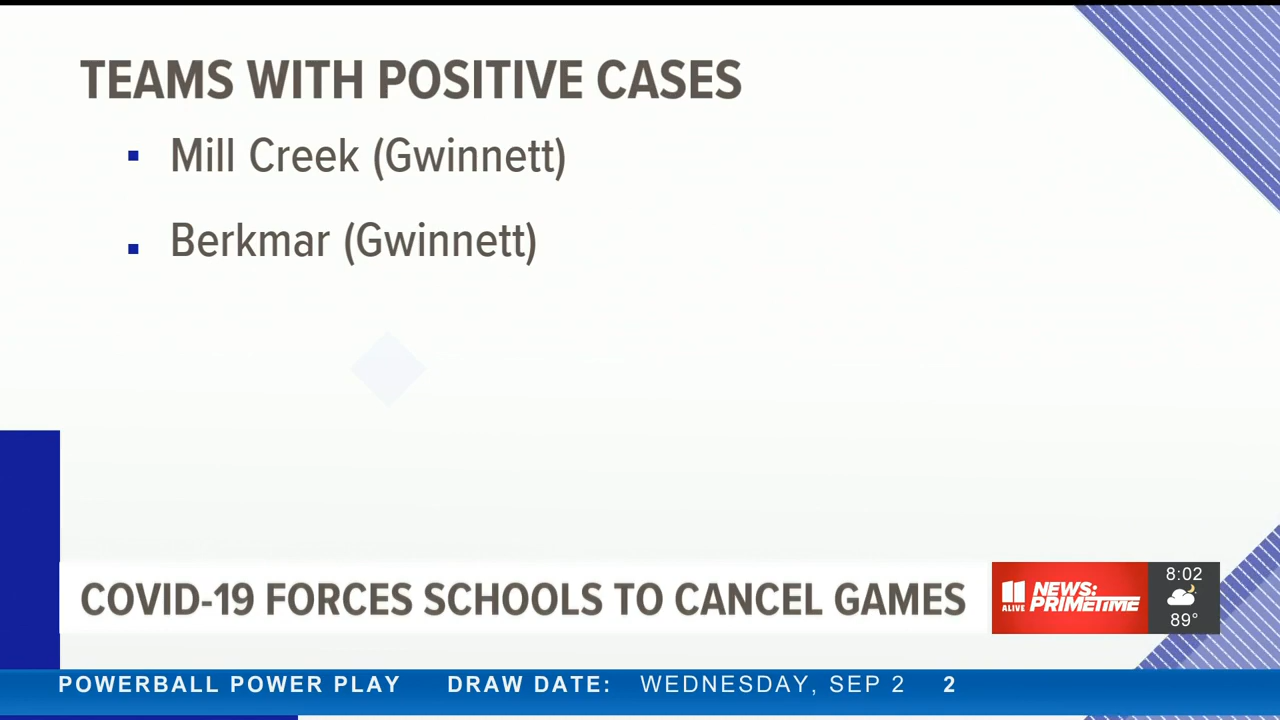 TEAMS WITH POSITIVE CASES
▪ Mill Creek (Gwinnett)
▪ Berkmar (Gwinnett)
COVID-19 FORCES SCHOOLS TO CANCEL GAMES
11 ALIVE NEWS: PRIMETIME
8:02
89°
POWERBALL POWER PLAY DRAW DATE: WEDNESDAY, SEP 2 2